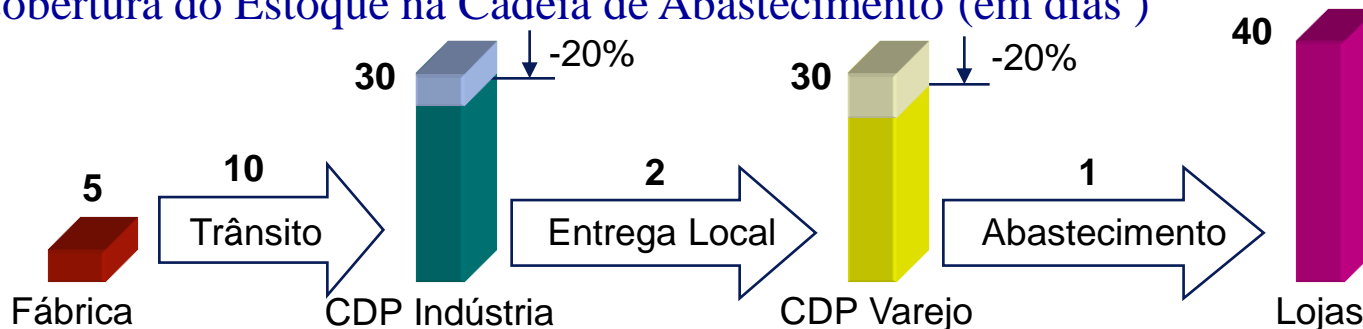 obertura do Estoque na Cadeia de Abastecimento (em dias )
30 -20% 30 -20% 40
5 10 2 1
Trânsito Entrega Local Abastecimento
Fábrica CDP Indústria CDP Varejo Lojas